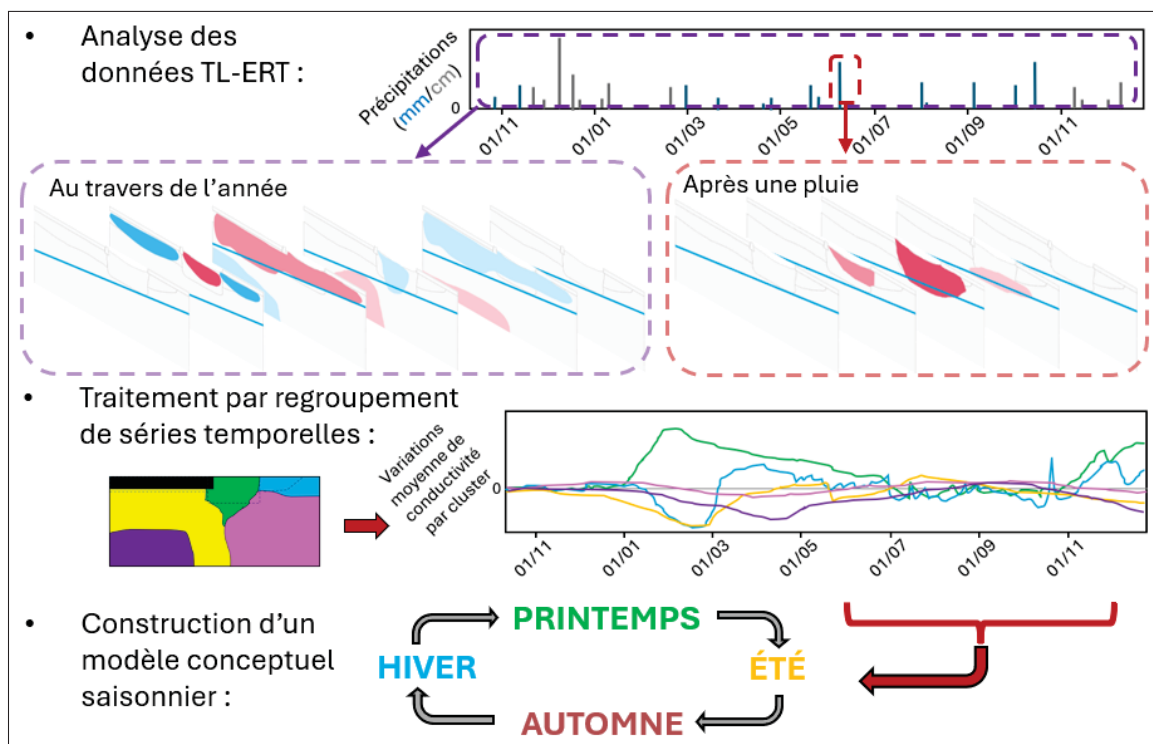 • Analyse des
données TL-ERT :
Précipitations
(mm/cm)
0
01/11
01/01
01/03
01/05
01/07
01/09
01/11
Au travers de l'année
Après une pluie
• Traitement par regroupement
de séries temporelles :
Variations
moyenne de
conductivité
par cluster
0
01/11
01/01
01/03
01/05
01/07
01/09
01/11
• Construction d'un
modèle conceptuel
saisonnier :
PRINTEMPS
HIVER
ÉTÉ
AUTOMNE